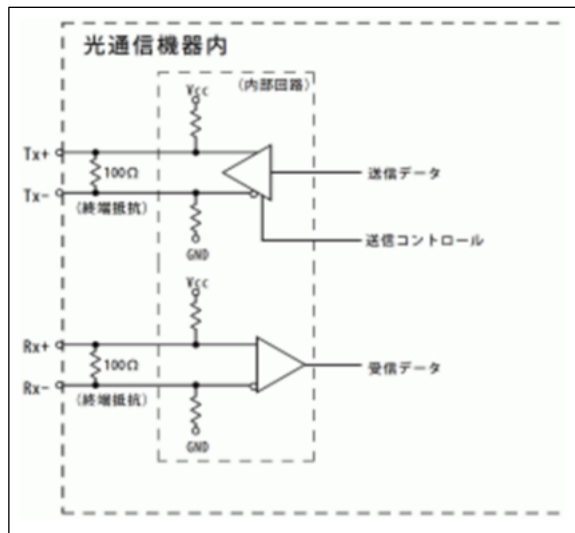 光通信機器内
(内部回路)
Vcc
Tx+
100Ω
送信データ
Tx-
(終端抵抗)
送信コントロール
GND
Vcc
Rx+
100Ω
受信データ
Rx-
(終端抵抗)
GND